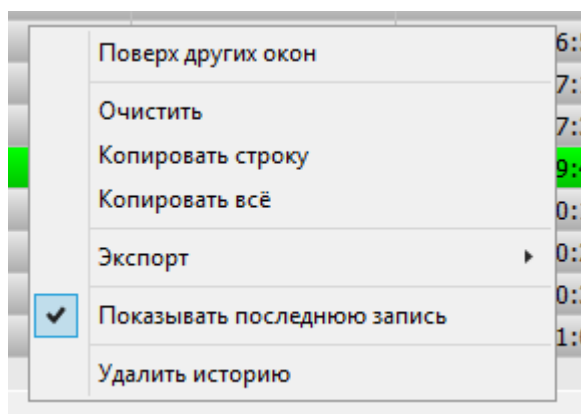 Поверх других окон
Очистить
Копировать строку
Копировать всё
Экспорт
Показывать последнюю запись
Удалить историю